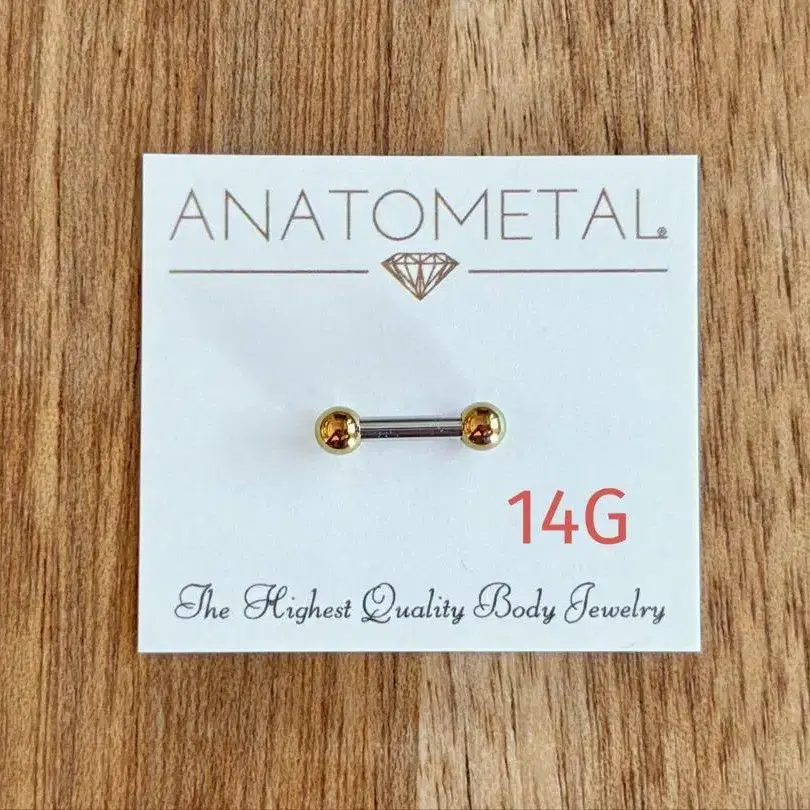 ANATOMETAL®
14G
The Highest Quality Body Jewelry